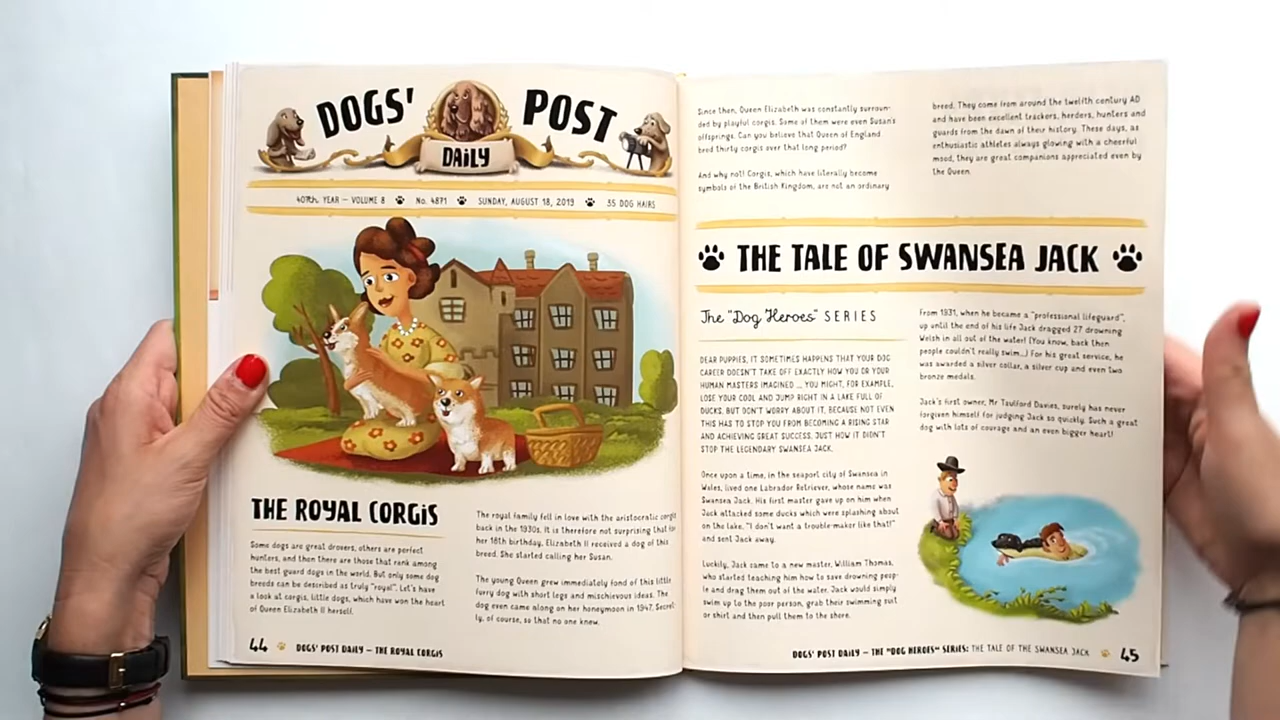 DOGS' POST
DAILY
407th. YEAR – VOLUME 8 No. 4871 SUNDAY, AUGUST 18, 2019 35 DOG HAIRS
THE ROYAL CORGIS
Some dogs are great drovers, others are perfect
hunters, and then there are those that rank among
the best guard dogs in the world. But only some dog
breeds can be described as truly "royal". Let's have
a look at corgis, little dogs, which have won the heart
of Queen Elizabeth II herself.
The royal family fell in love with the aristocratic corgis
back in the 1930s. It is therefore not surprising that for
her 18th birthday, Elizabeth II received a dog of this
breed. She started calling her Susan.
The young Queen grew immediately fond of this little
furry dog with short legs and mischievous ideas. The
dog even came along on her honeymoon in 1947. Secret-
ly, of course, so that no one knew.
44 DOGS' POST DAILY – THE ROYAL CORGIS
Since then, Queen Elizabeth was constantly surroun-
ded by playful corgis. Some of them were even Susan's
offsprings. Can you believe that Queen of England
bred thirty corgis over that long period?
And why not! Corgis, which have literally become
symbols of the British Kingdom, are not an ordinary
breed. They come from around the twelfth century AD
and have been excellent trackers, herders, hunters and
guards from the dawn of their history. These days, as
enthusiastic athletes always glowing with a cheerful
mood, they are great companions appreciated even by
the Queen.
THE TALE OF SWANSEA JACK
The "Dog Heroes" SERIES
DEAR PUPPIES, IT SOMETIMES HAPPENS THAT YOUR DOG
CAREER DOESN'T TAKE OFF EXACTLY HOW YOU OR YOUR
HUMAN MASTERS IMAGINED ... YOU MIGHT, FOR EXAMPLE,
LOSE YOUR COOL AND JUMP RIGHT IN A LAKE FULL OF
DUCKS. BUT DON'T WORRY ABOUT IT, BECAUSE NOT EVEN
THIS HAS TO STOP YOU FROM BECOMING A RISING STAR
AND ACHIEVING GREAT SUCCESS. JUST HOW IT DIDN'T
STOP THE LEGENDARY SWANSEA JACK.
Once upon a time, in the seaport city of Swansea in
Wales, lived one Labrador Retriever, whose name was
Swansea Jack. His first master gave up on him when
Jack attacked some ducks which were splashing about
on the lake. "I don't want a trouble-maker like that!"
and sent Jack away.
Luckily, Jack came to a new master, William Thomas,
who started teaching him how to save drowning peop-
le and drag them out of the water. Jack would simply
swim up to the poor person, grab their swimming suit
or shirt and then pull them to the shore.
From 1931, when he became a "professional lifeguard",
up until the end of his life Jack dragged 27 drowning
Welsh in all out of the water! (You know, back then
people couldn't really swim...) For his great service, he
was awarded a silver collar, a silver cup and even two
bronze medals.
Jack's first owner, Mr Taulford Davies, surely has never
forgiven himself for judging Jack so quickly. Such a great
dog with lots of courage and an even bigger heart!
DOGS' POST DAILY – THE "DOG HEROES" SERIES: THE TALE OF THE SWANSEA JACK 45